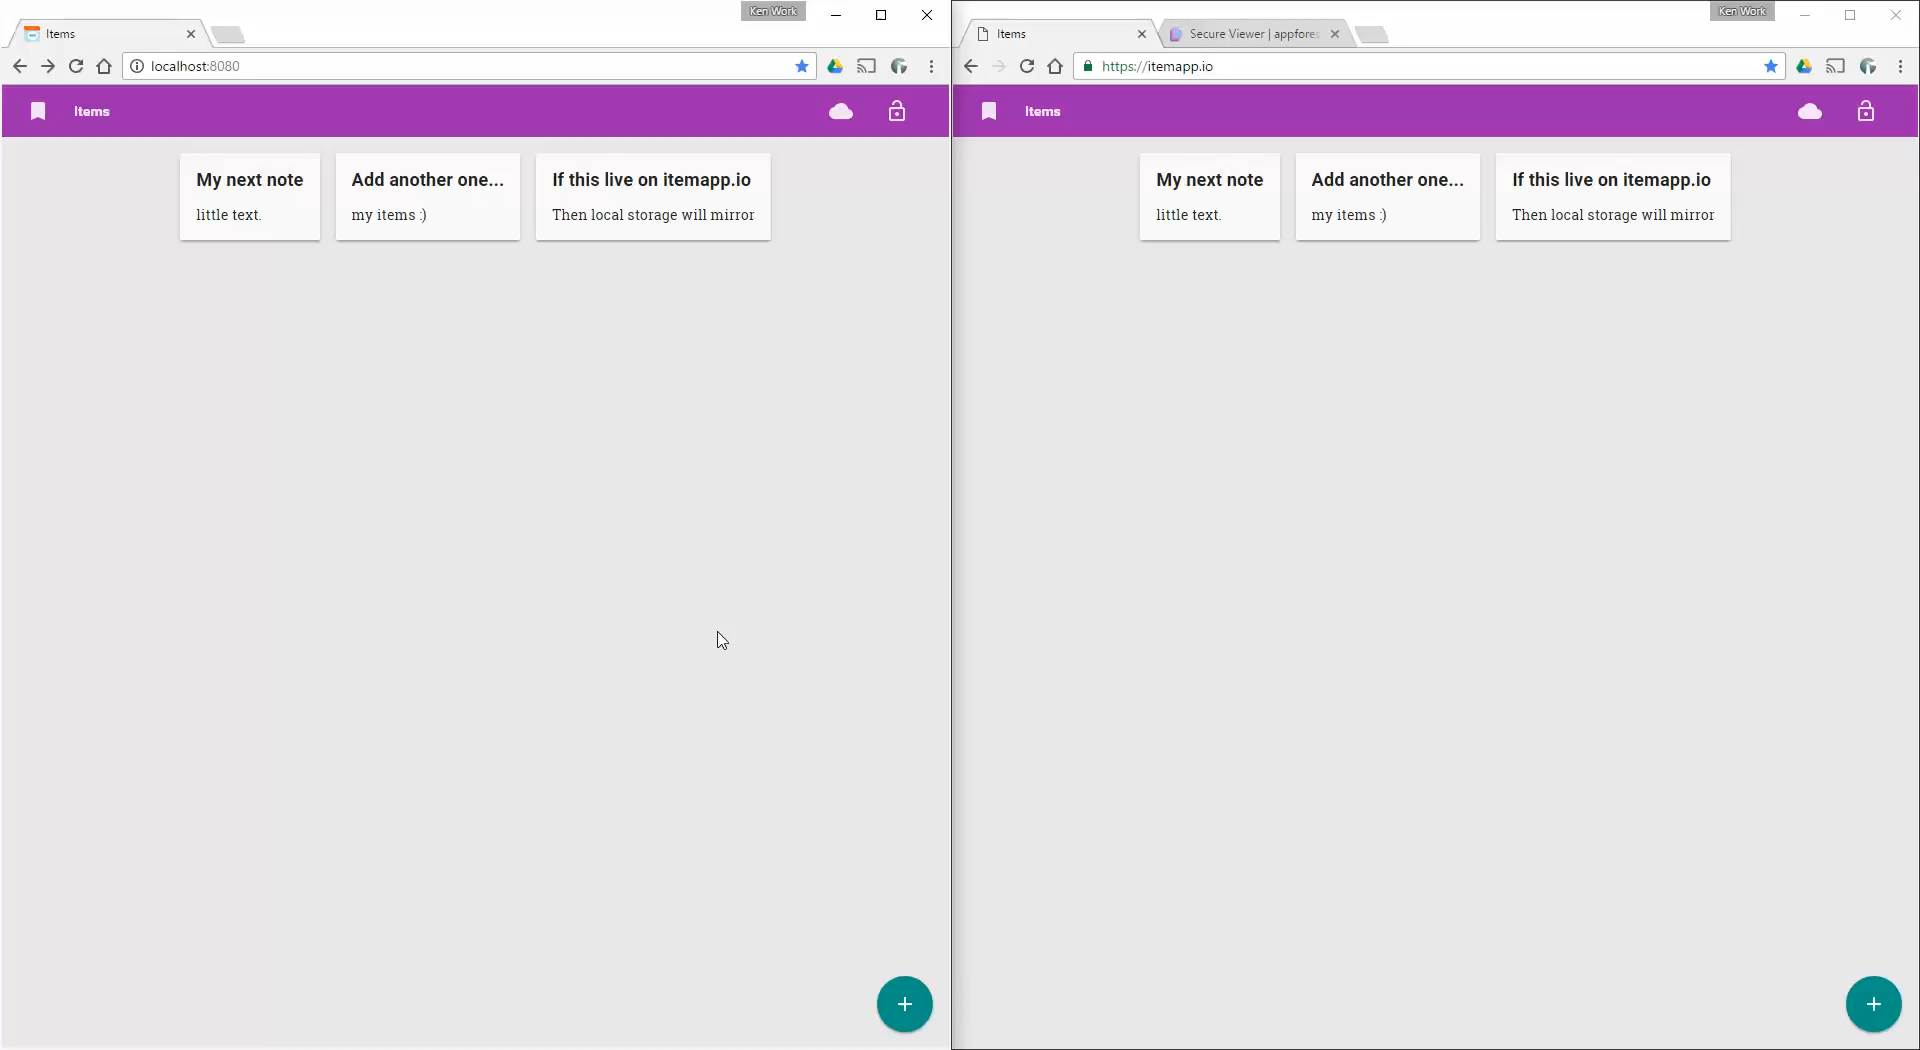 Ken Work
Items
localhost:8080
Items
My next note
little text.
Add another one...
my items :)
If this live on itemapp.io
Then local storage will mirror
+
Ken Work
Items
Secure Viewer | appfores
https://itemapp.io
Items
My next note
little text.
Add another one...
my items :)
If this live on itemapp.io
Then local storage will mirror
+